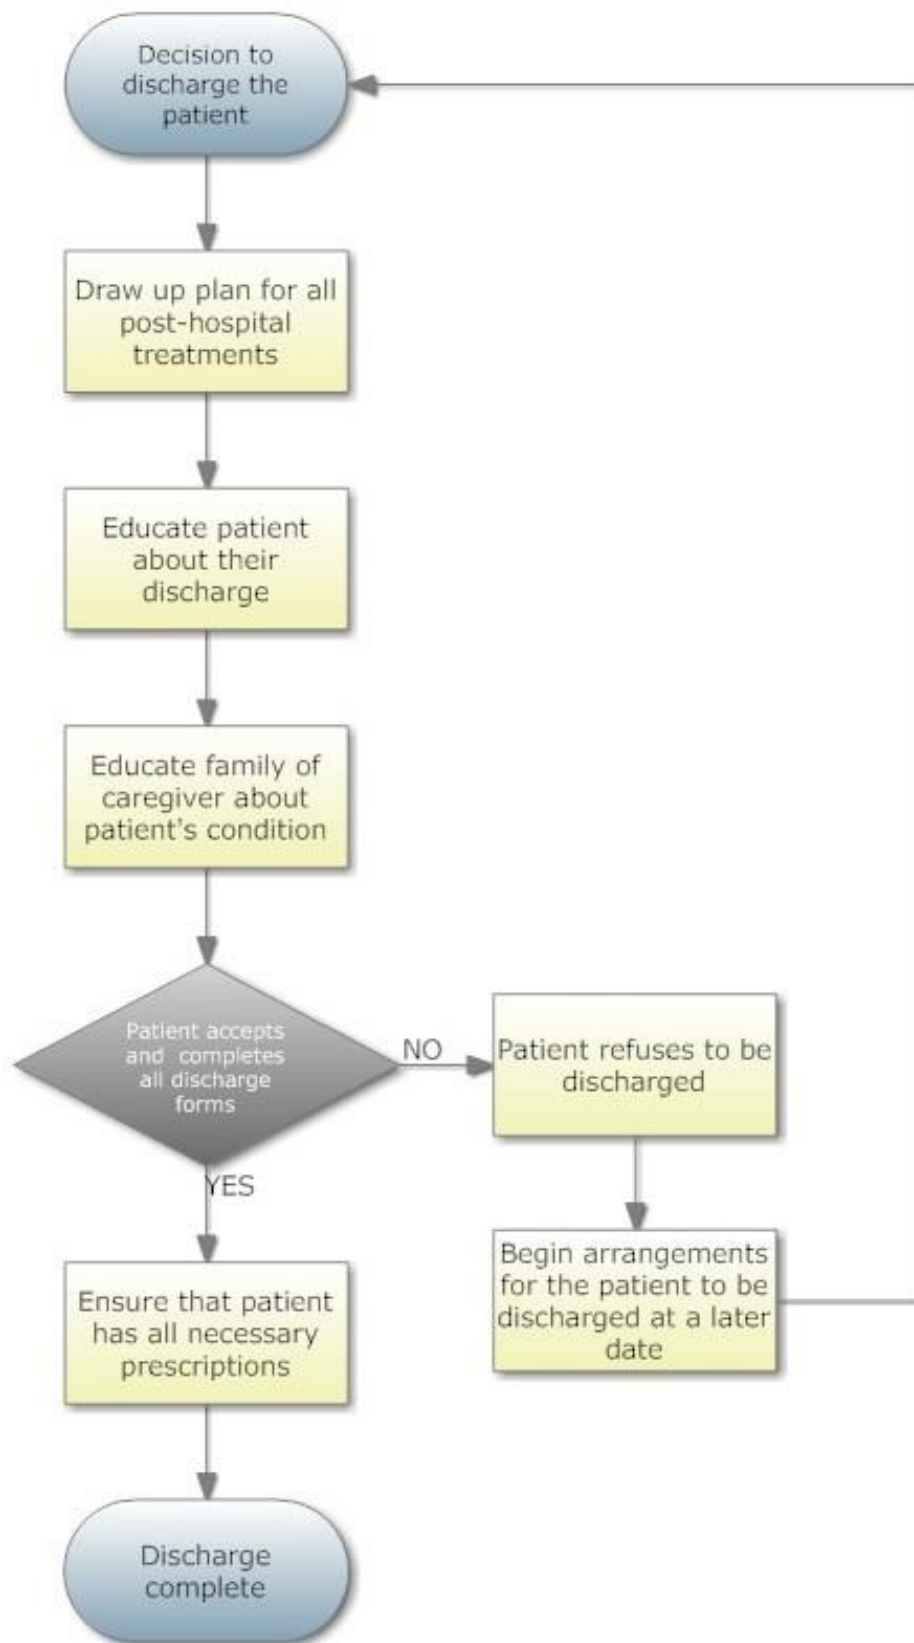 Decision to
discharge the
patient
Draw up plan for all
post-hospital
treatments
Educate patient
about their
discharge
Educate family of
caregiver about
patient's condition
Patient accepts
and completes
all discharge
forms
NO
Patient refuses to be
discharged
YES
Begin arrangements
for the patient to be
discharged at a later
date
Ensure that patient
has all necessary
prescriptions
Discharge
complete